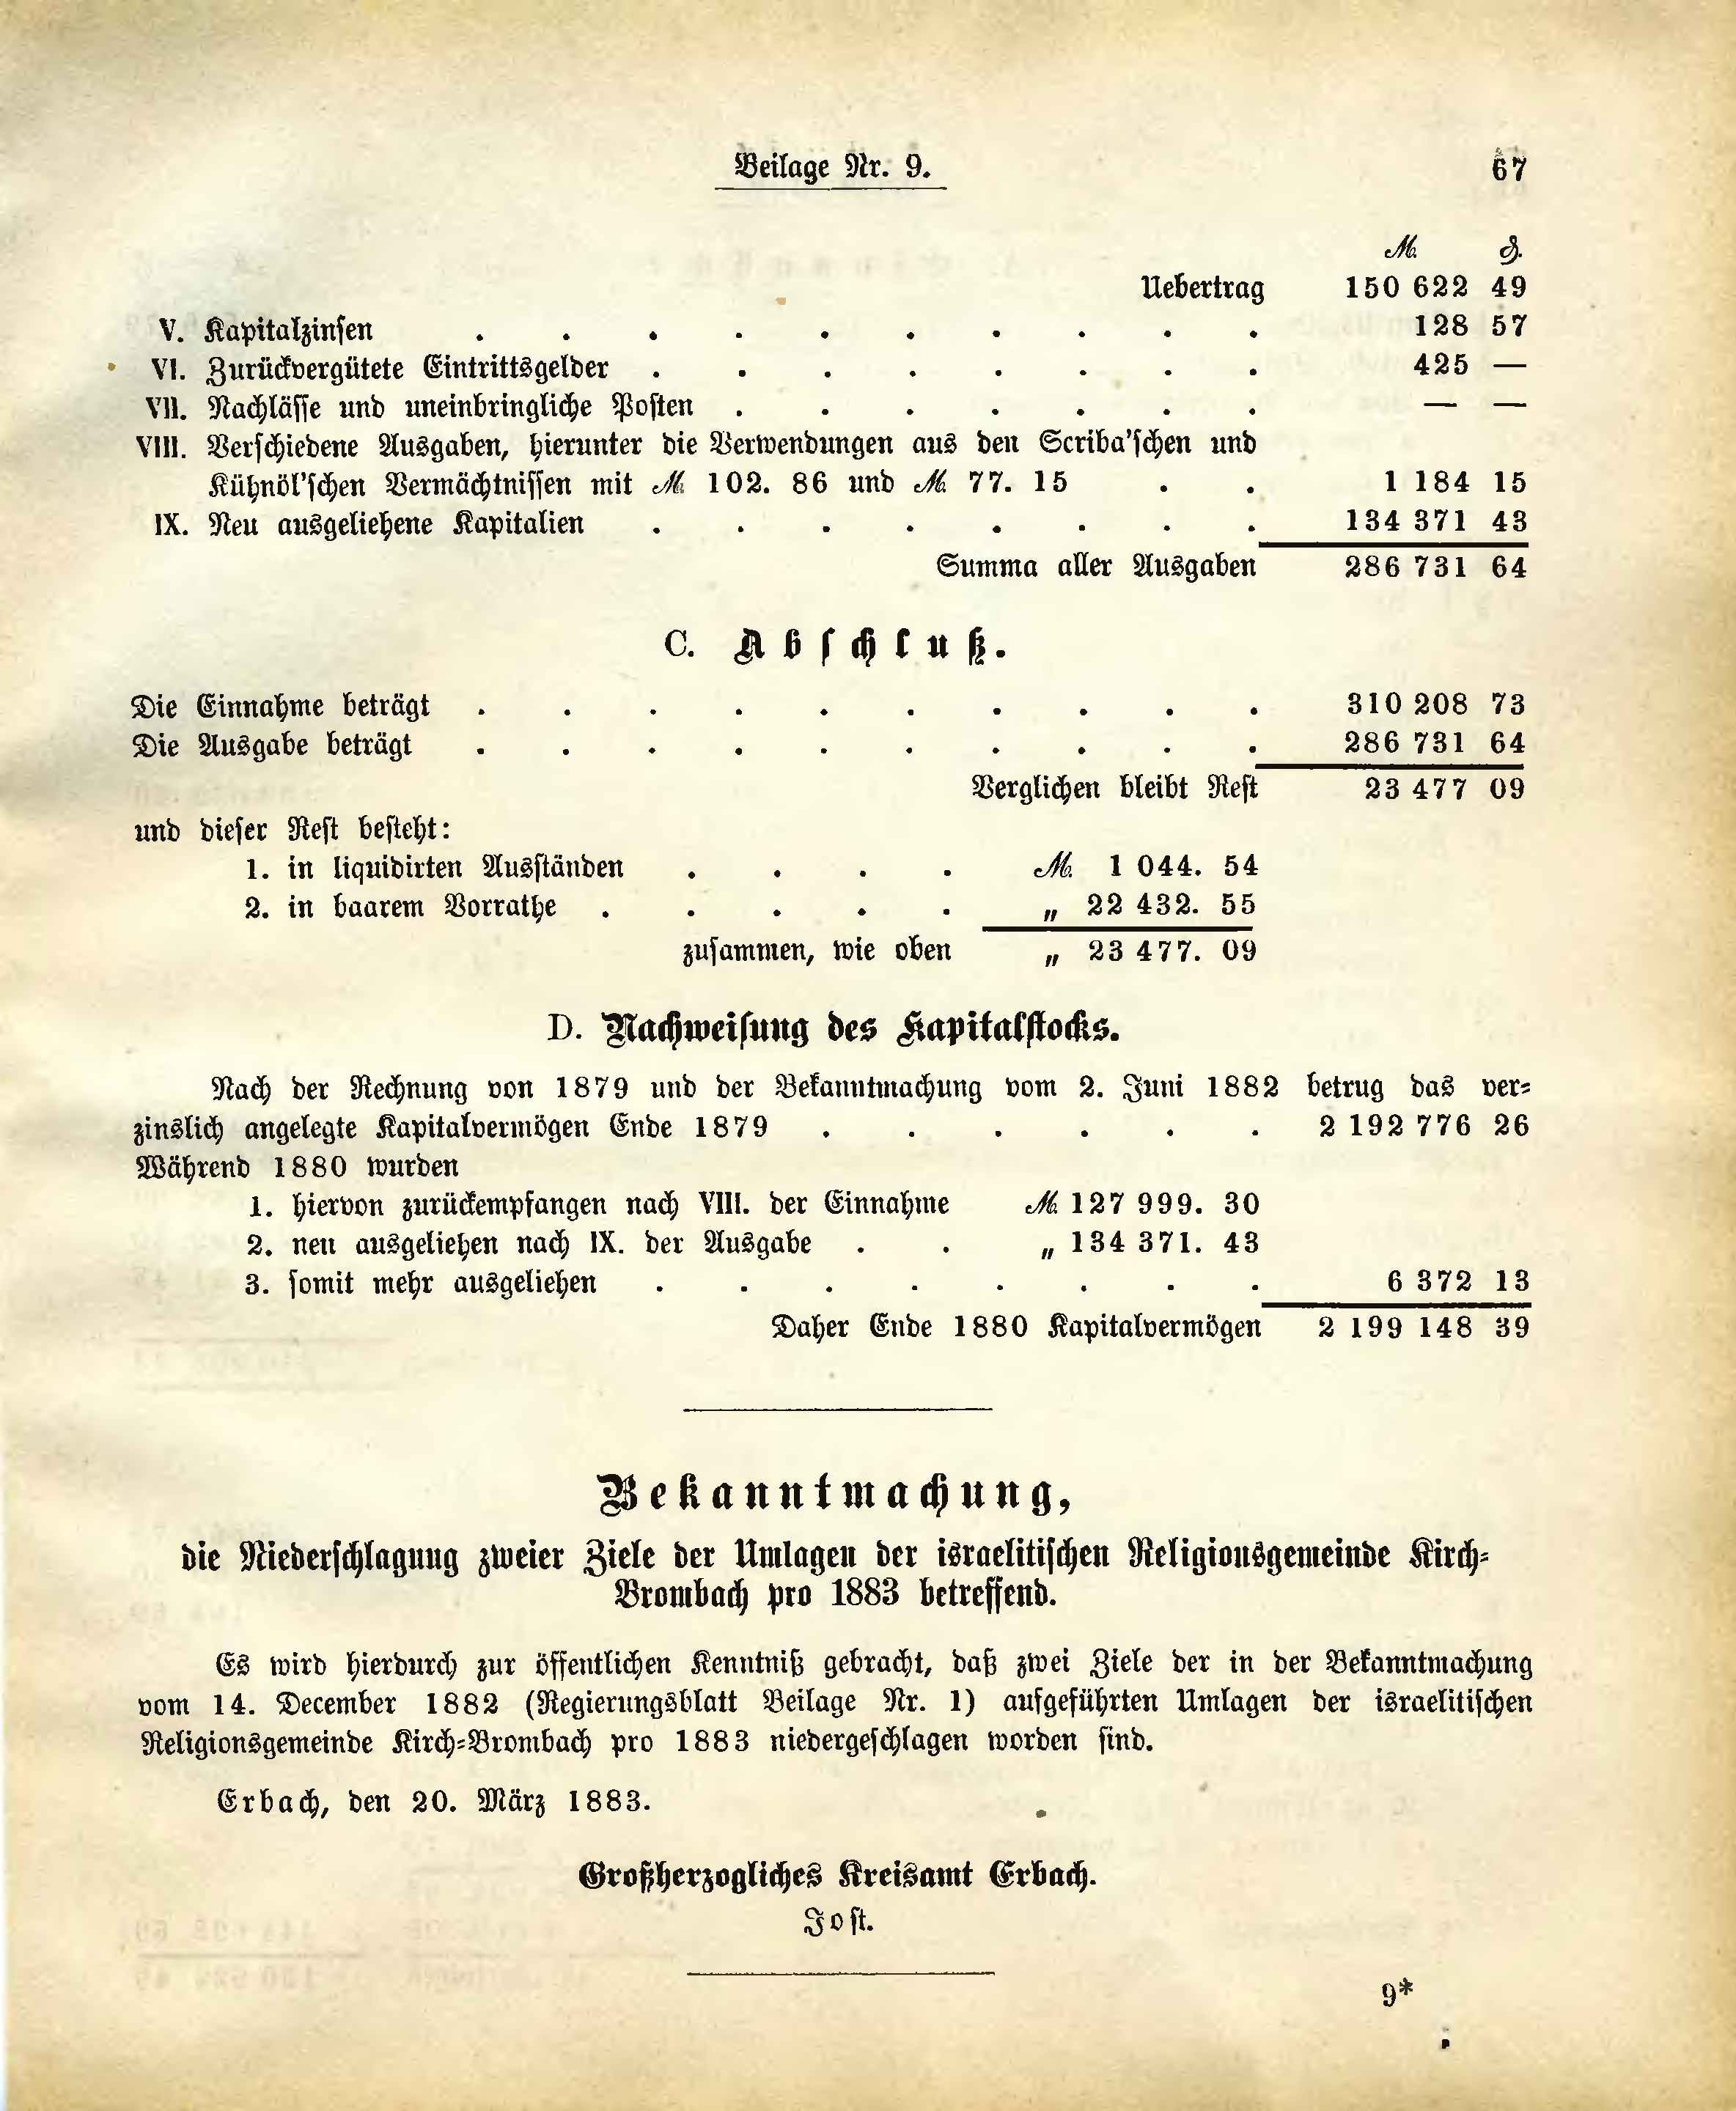 Beilage Nr. 9. 67
ℳ ₰.
Uebertrag 150 622 49
V. Kapitalzinsen . . . . . . . . . . 128 57
VI. Zurückvergütete Eintrittsgelder . . . . . . . . 425 —
VII. Nachlässe und uneinbringliche Posten . . . . . . . — —
VIII. Verschiedene Ausgaben, hierunter die Verwendungen aus den Scriba'schen und
Kühnöl'schen Vermächtnissen mit ℳ 102. 86 und ℳ 77. 15 . . 1 184 15
IX. Neu ausgeliehene Kapitalien . . . . . . . . 134 371 43
Summa aller Ausgaben 286 731 64
C. Abschluß.
Die Einnahme beträgt . . . . . . . . . . 310 208 73
Die Ausgabe beträgt . . . . . . . . . . 286 731 64
Verglichen bleibt Rest 23 477 09
und dieser Rest besteht:
1. in liquidirten Ausständen . . . . ℳ 1 044. 54
2. in baarem Vorrathe . . . . . „ 22 432. 55
zusammen, wie oben „ 23 477. 09
D. Nachweisung des Kapitalstocks.
Nach der Rechnung von 1879 und der Bekanntmachung vom 2. Juni 1882 betrug das ver-
zinslich angelegte Kapitalvermögen Ende 1879 . . . . . . 2 192 776 26
Während 1880 wurden
1. hiervon zurückempfangen nach VIII. der Einnahme ℳ 127 999. 30
2. neu ausgeliehen nach IX. der Ausgabe . . „ 134 371. 43
3. somit mehr ausgeliehen . . . . . . . . 6 372 13
Daher Ende 1880 Kapitalvermögen 2 199 148 39
Bekanntmachung,
die Niederschlagung zweier Ziele der Umlagen der israelitischen Religionsgemeinde Kirch-
Brombach pro 1883 betreffend.
Es wird hierdurch zur öffentlichen Kenntniß gebracht, daß zwei Ziele der in der Bekanntmachung
vom 14. December 1882 (Regierungsblatt Beilage Nr. 1) aufgeführten Umlagen der israelitischen
Religionsgemeinde Kirch-Brombach pro 1883 niedergeschlagen worden sind.
Erbach, den 20. März 1883.
Großherzogliches Kreisamt Erbach.
Jost.
9*